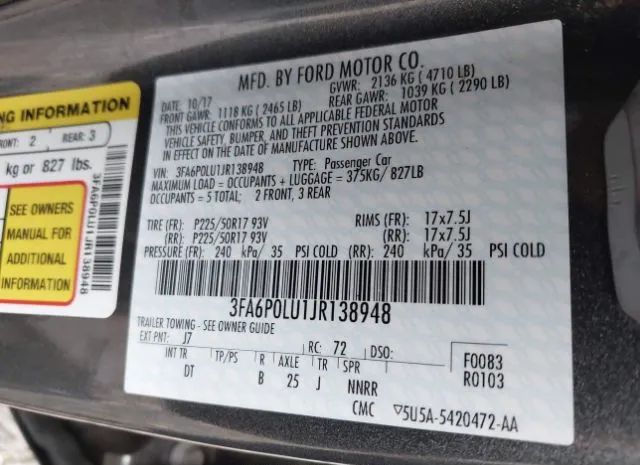 MFD. BY FORD MOTOR CO.
DATE: 10/17 GVWR: 2136 KG ( 4710 LB)
FRONT GAWR: 1118 KG ( 2465 LB) REAR GAWR: 1039 KG ( 2290 LB)
THIS VEHICLE CONFORMS TO ALL APPLICABLE FEDERAL MOTOR
VEHICLE SAFETY, BUMPER, AND THEFT PREVENTION STANDARDS
IN EFFECT ON THE DATE OF MANUFACTURE SHOWN ABOVE.
VIN: 3FA6P0LU1JR138948 TYPE: Passenger Car
MAXIMUM LOAD = OCCUPANTS + LUGGAGE = 375KG/ 827LB
OCCUPANTS = 5 TOTAL: 2 FRONT, 3 REAR
TIRE (FR): P225/50R17 93V RIMS (FR): 17x7.5J
(RR): P225/50R17 93V (RR): 17x7.5J
PRESSURE (FR): 240 kPa/ 35 PSI COLD (RR): 240 kPa/ 35 PSI COLD
3FA6P0LU1JR138948
TRAILER TOWING - SEE OWNER GUIDE
EXT PNT: J7 RC: 72 DSO: F0083
INT TR TP/PS R AXLE TR SPR R0103
DT B 25 J NNRR
CMC ▽5U5A-5420472-AA
ING INFORMATION
FRONT: 2 REAR: 3
kg or 827 lbs.
SEE OWNERS
MANUAL FOR
ADDITIONAL
INFORMATION
3FA6P0LU1JR138948